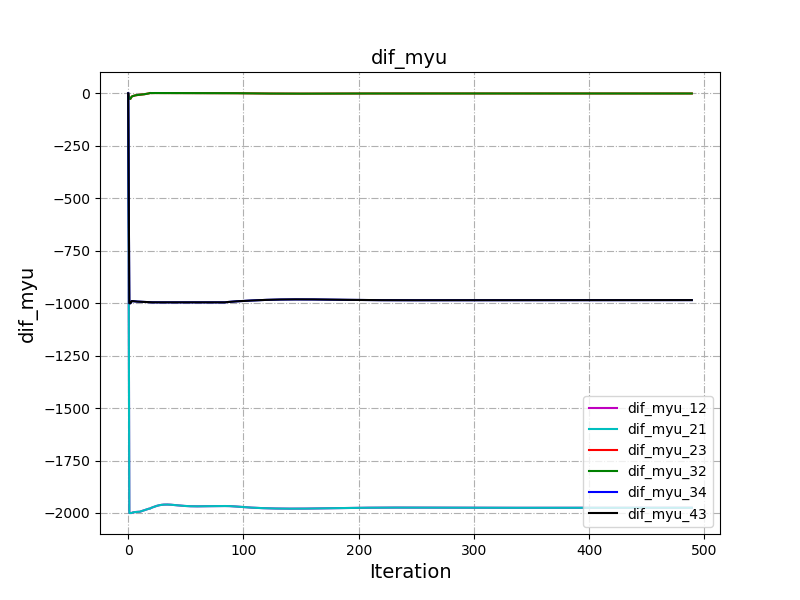 dif_myu
dif_myu
0
−250
−500
−750
−1000
−1250
−1500
−1750
−2000
dif_myu_12
dif_myu_21
dif_myu_23
dif_myu_32
dif_myu_34
dif_myu_43
0 100 200 300 400 500
Iteration